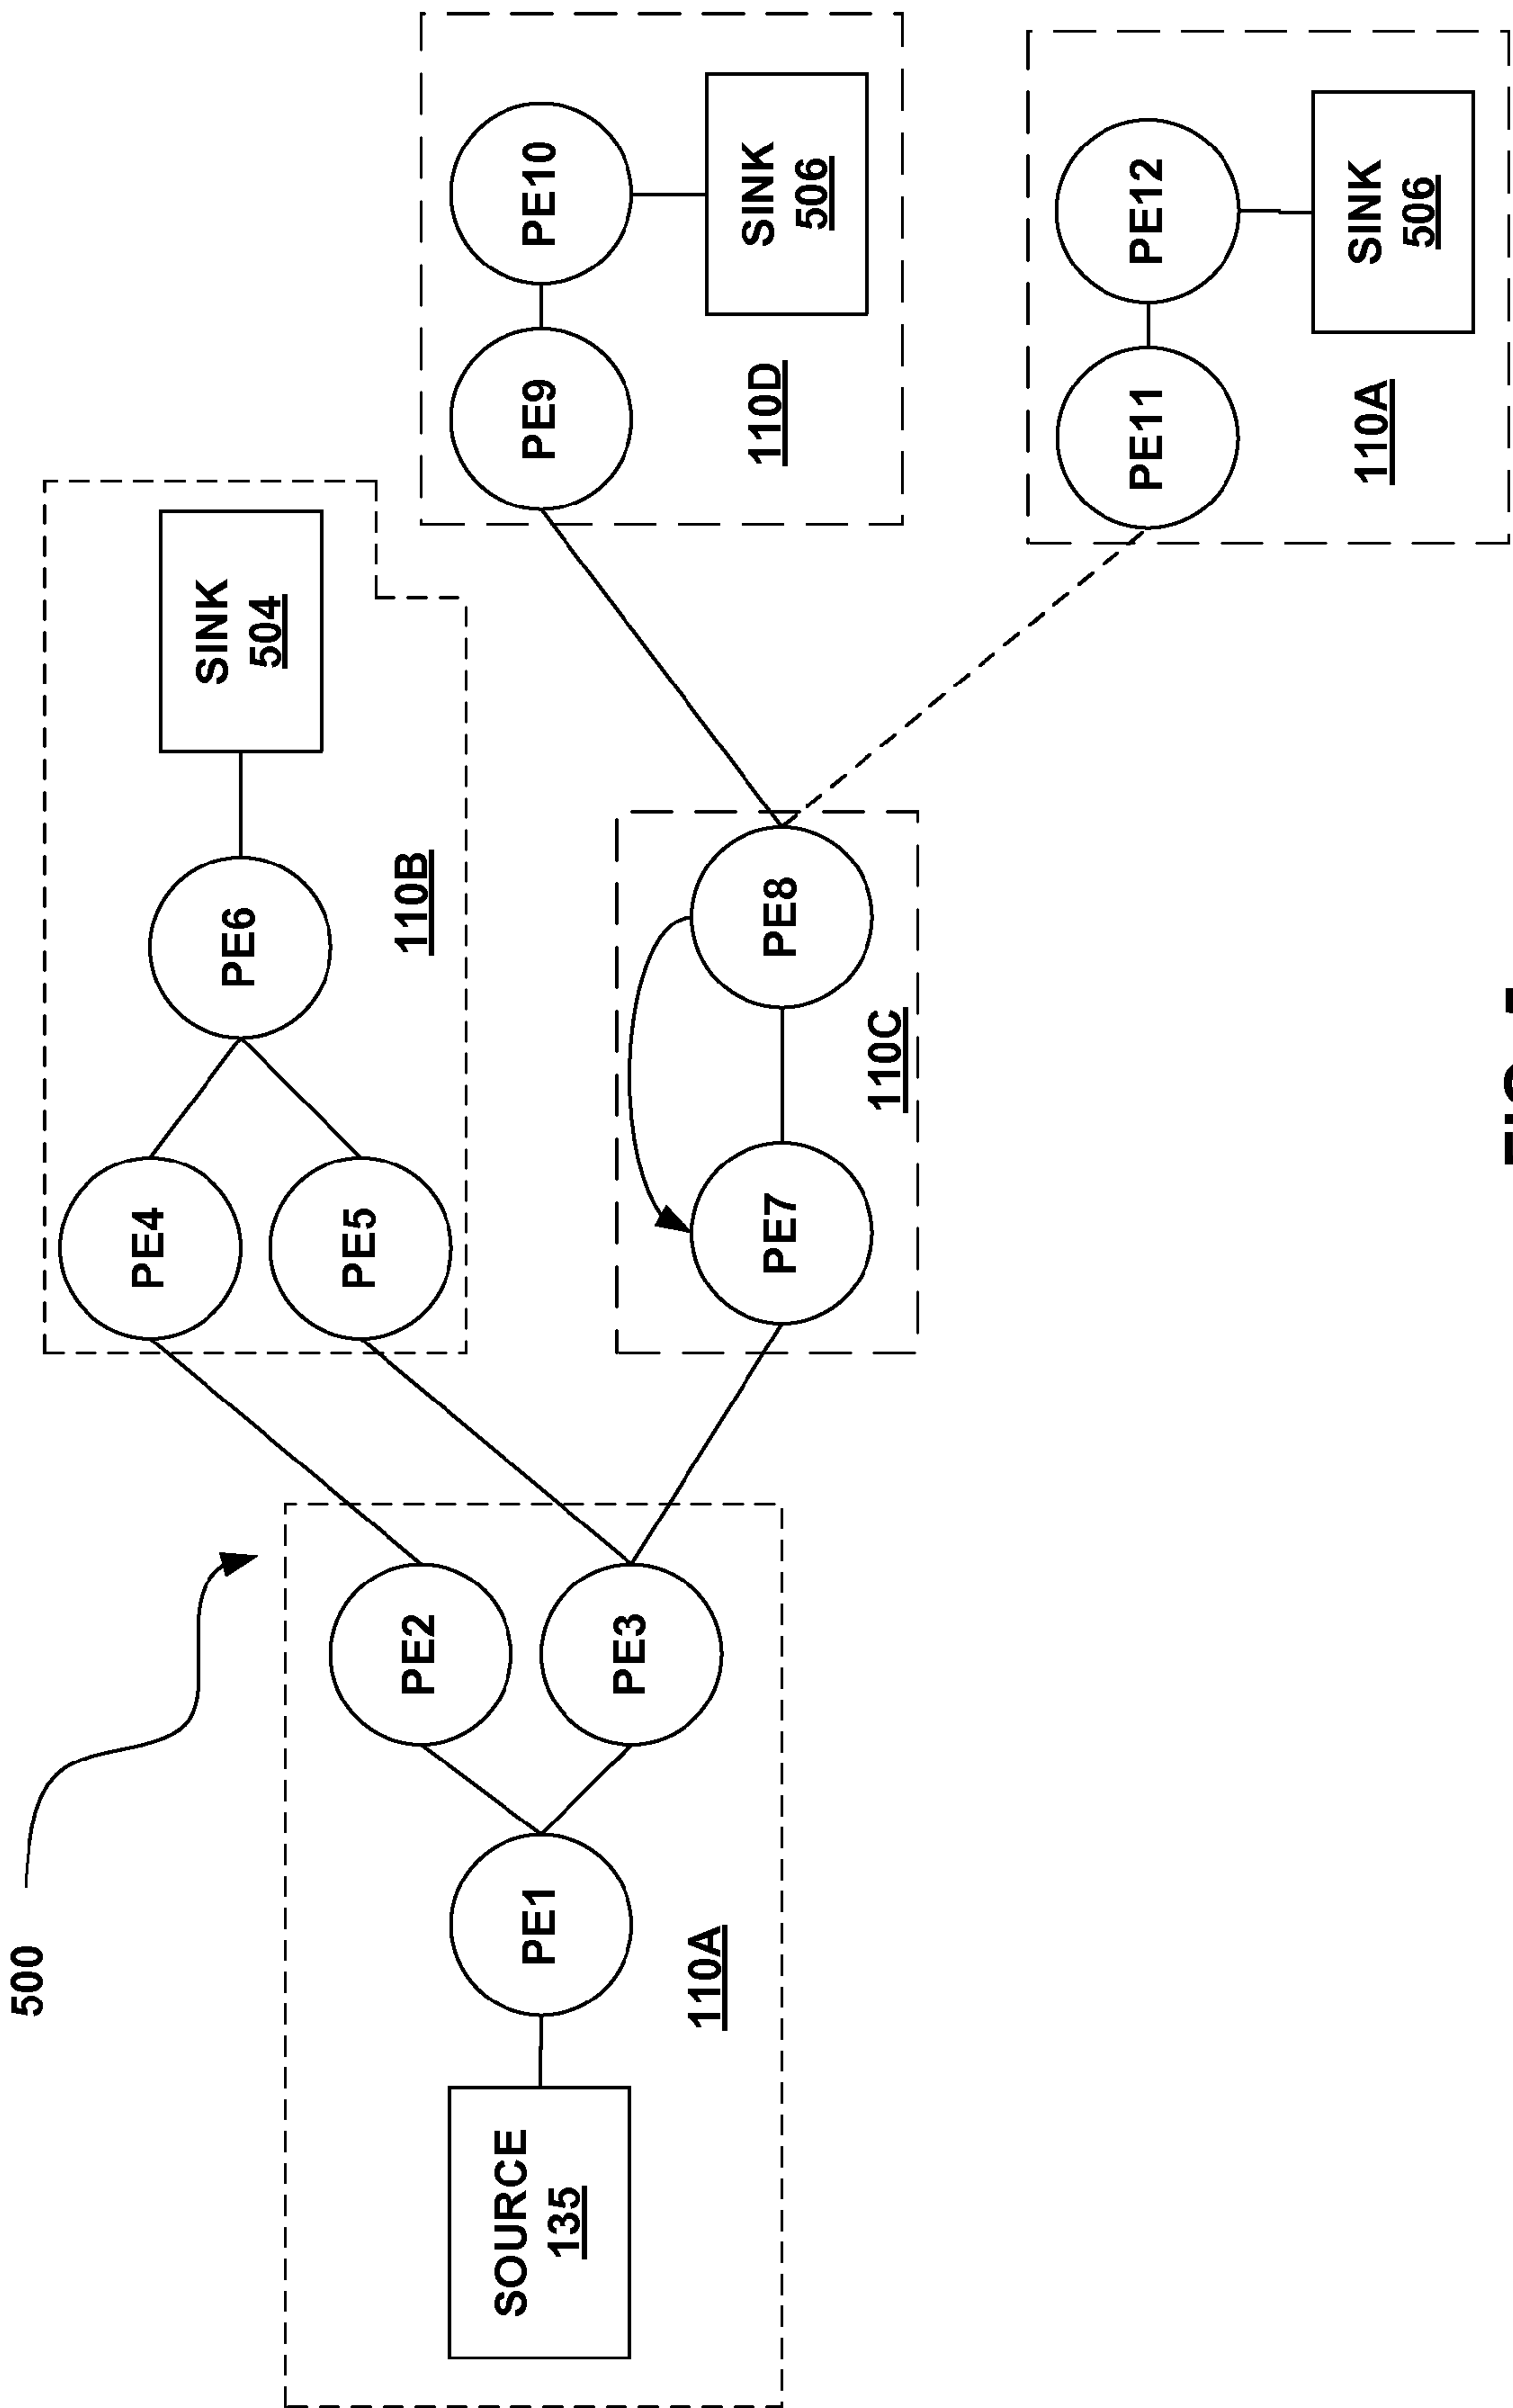 500
SOURCE
135
PE1
PE2
PE3
110A
PE4
PE5
PE6
SINK
504
110B
PE7
PE8
110C
PE9
PE10
SINK
506
110D
PE11
PE12
SINK
506
110A